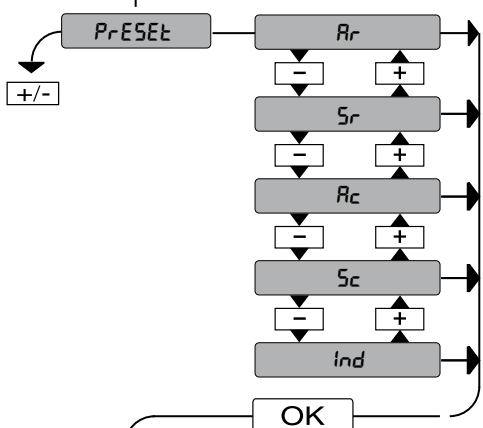 PrESEt
Ar
+/-
- +
Sr
- +
Ac
- +
Sc
- +
Ind
OK